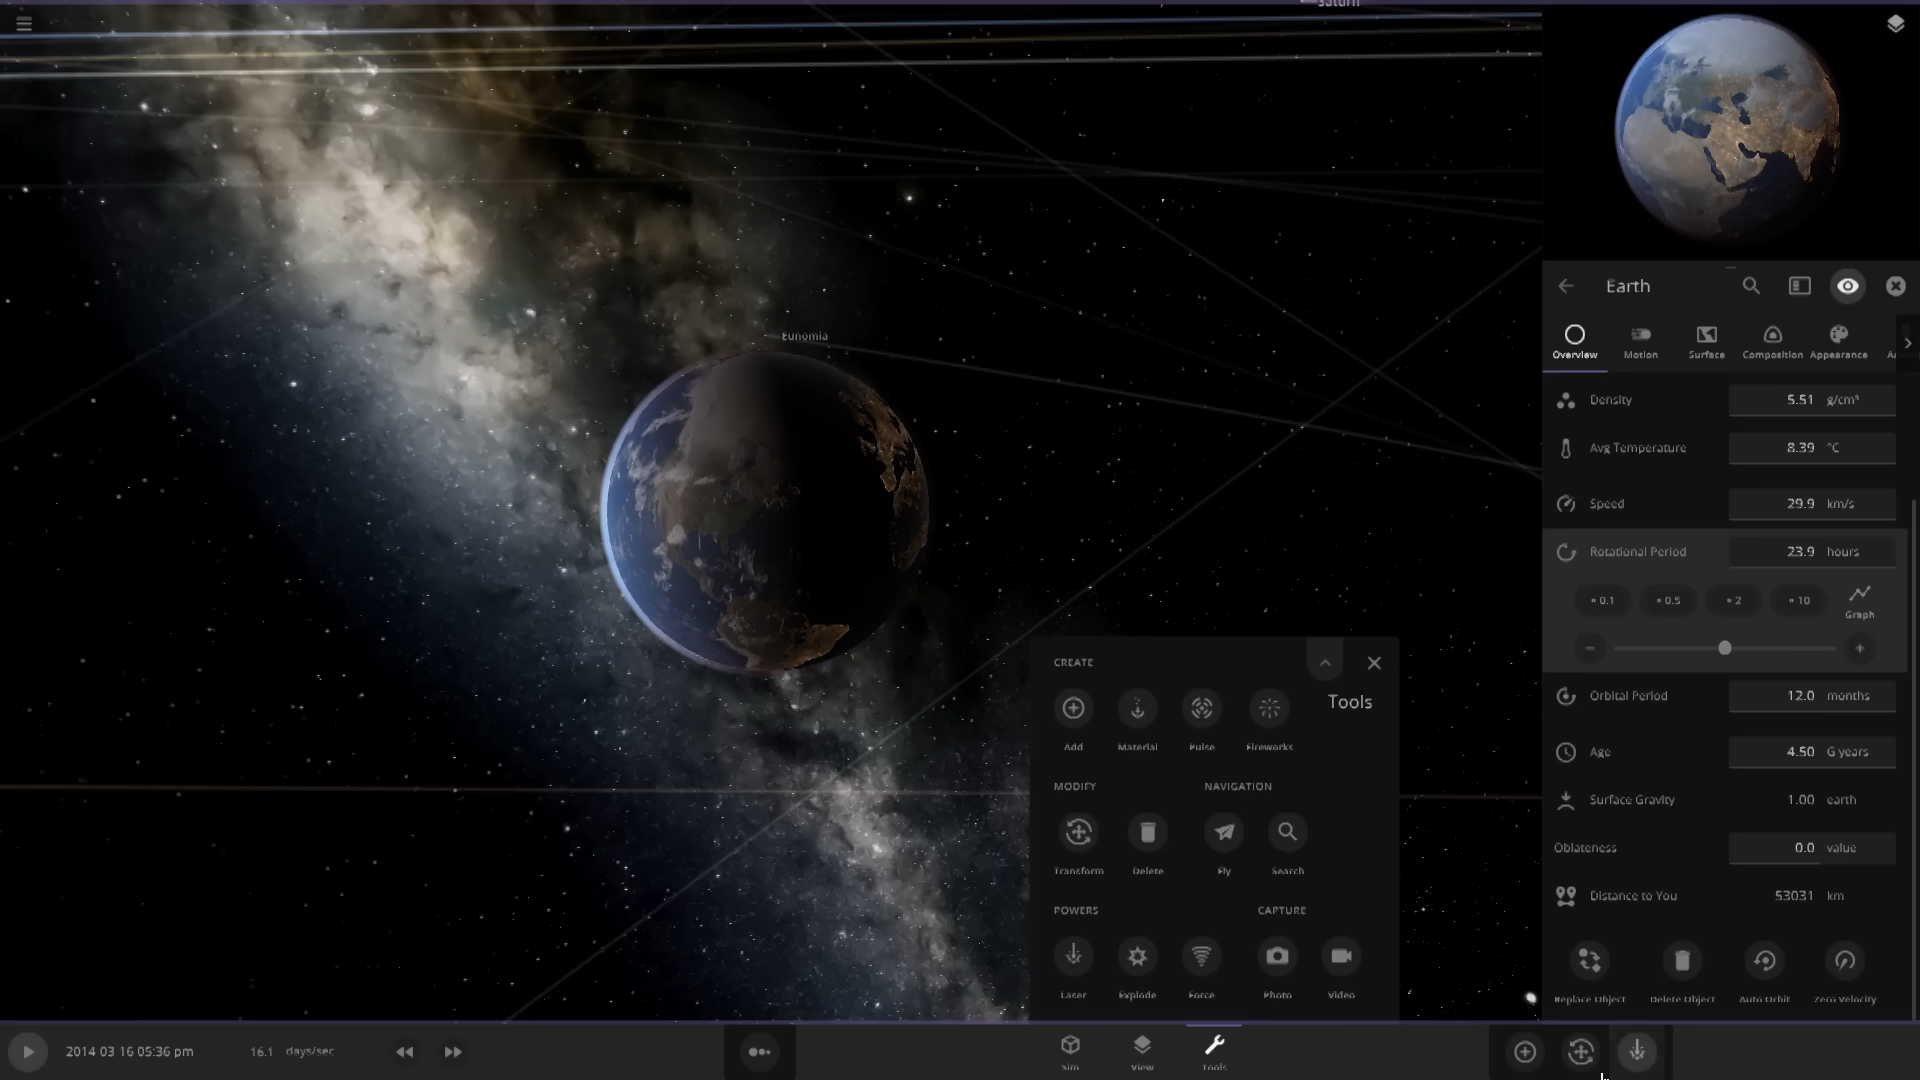 Saturn
Eunomia
Earth
Overview
Motion
Surface
Composition
Appearance
Density 5.51 g/cm³
Avg Temperature 8.39 °C
Speed 29.9 km/s
Rotational Period 23.9 hours
0.1
0.5
2
10
Graph
Orbital Period 12.0 months
Age 4.50 G years
Surface Gravity 1.00 earth
Oblateness 0.0 value
Distance to You 53031 km
Replace Object
Delete Object
Auto Orbit
Zero Velocity
CREATE
Tools
Add
Material
Pulse
Fireworks
MODIFY
NAVIGATION
Transform
Delete
Fly
Search
POWERS
CAPTURE
Laser
Explode
Force
Photo
Video
2014 03 16 05:36 pm
16.1 days/sec
Sim
View
Tools